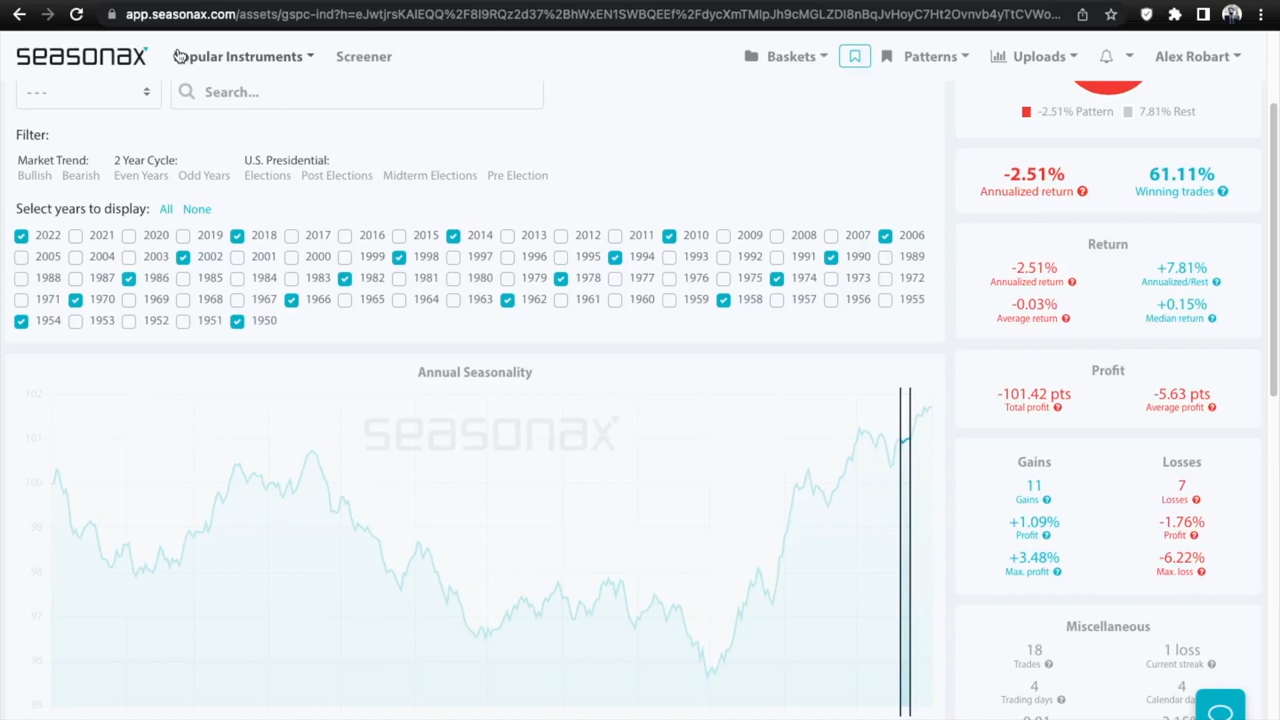 app.seasonax.com/assets/gspc-ind?h=eJwtjrsKAIEQQ%2F8I9RQz2d37%2BhWxEN1SWBQEEf%2FdycXmTMlpJh9cMGLZDI8nBqJvHoyC7Ht2Ovnvb4yTtCVWo...
seasonax Popular Instruments Screener Baskets Patterns Uploads Alex Robart
--- Search...
-2.51% Pattern 7.81% Rest
Filter:
Market Trend: 2 Year Cycle: U.S. Presidential:
Bullish Bearish Even Years Odd Years Elections Post Elections Midterm Elections Pre Election
Select years to display: All None
2022 2021 2020 2019 2018 2017 2016 2015 2014 2013 2012 2011 2010 2009 2008 2007 2006
2005 2004 2003 2002 2001 2000 1999 1998 1997 1996 1995 1994 1993 1992 1991 1990 1989
1988 1987 1986 1985 1984 1983 1982 1981 1980 1979 1978 1977 1976 1975 1974 1973 1972
1971 1970 1969 1968 1967 1966 1965 1964 1963 1962 1961 1960 1959 1958 1957 1956 1955
1954 1953 1952 1951 1950
Annual Seasonality
seasonax
102
101
100
99
98
97
96
95
-2.51% 61.11%
Annualized return Winning trades
Return
-2.51% +7.81%
Annualized return Annualized/Rest
-0.03% +0.15%
Average return Median return
Profit
-101.42 pts -5.63 pts
Total profit Average profit
Gains Losses
11 7
Gains Losses
+1.09% -1.76%
Profit Profit
+3.48% -6.22%
Max. profit Max. loss
Miscellaneous
18 1 loss
Trades Current streak
4 4
Trading days Calendar da